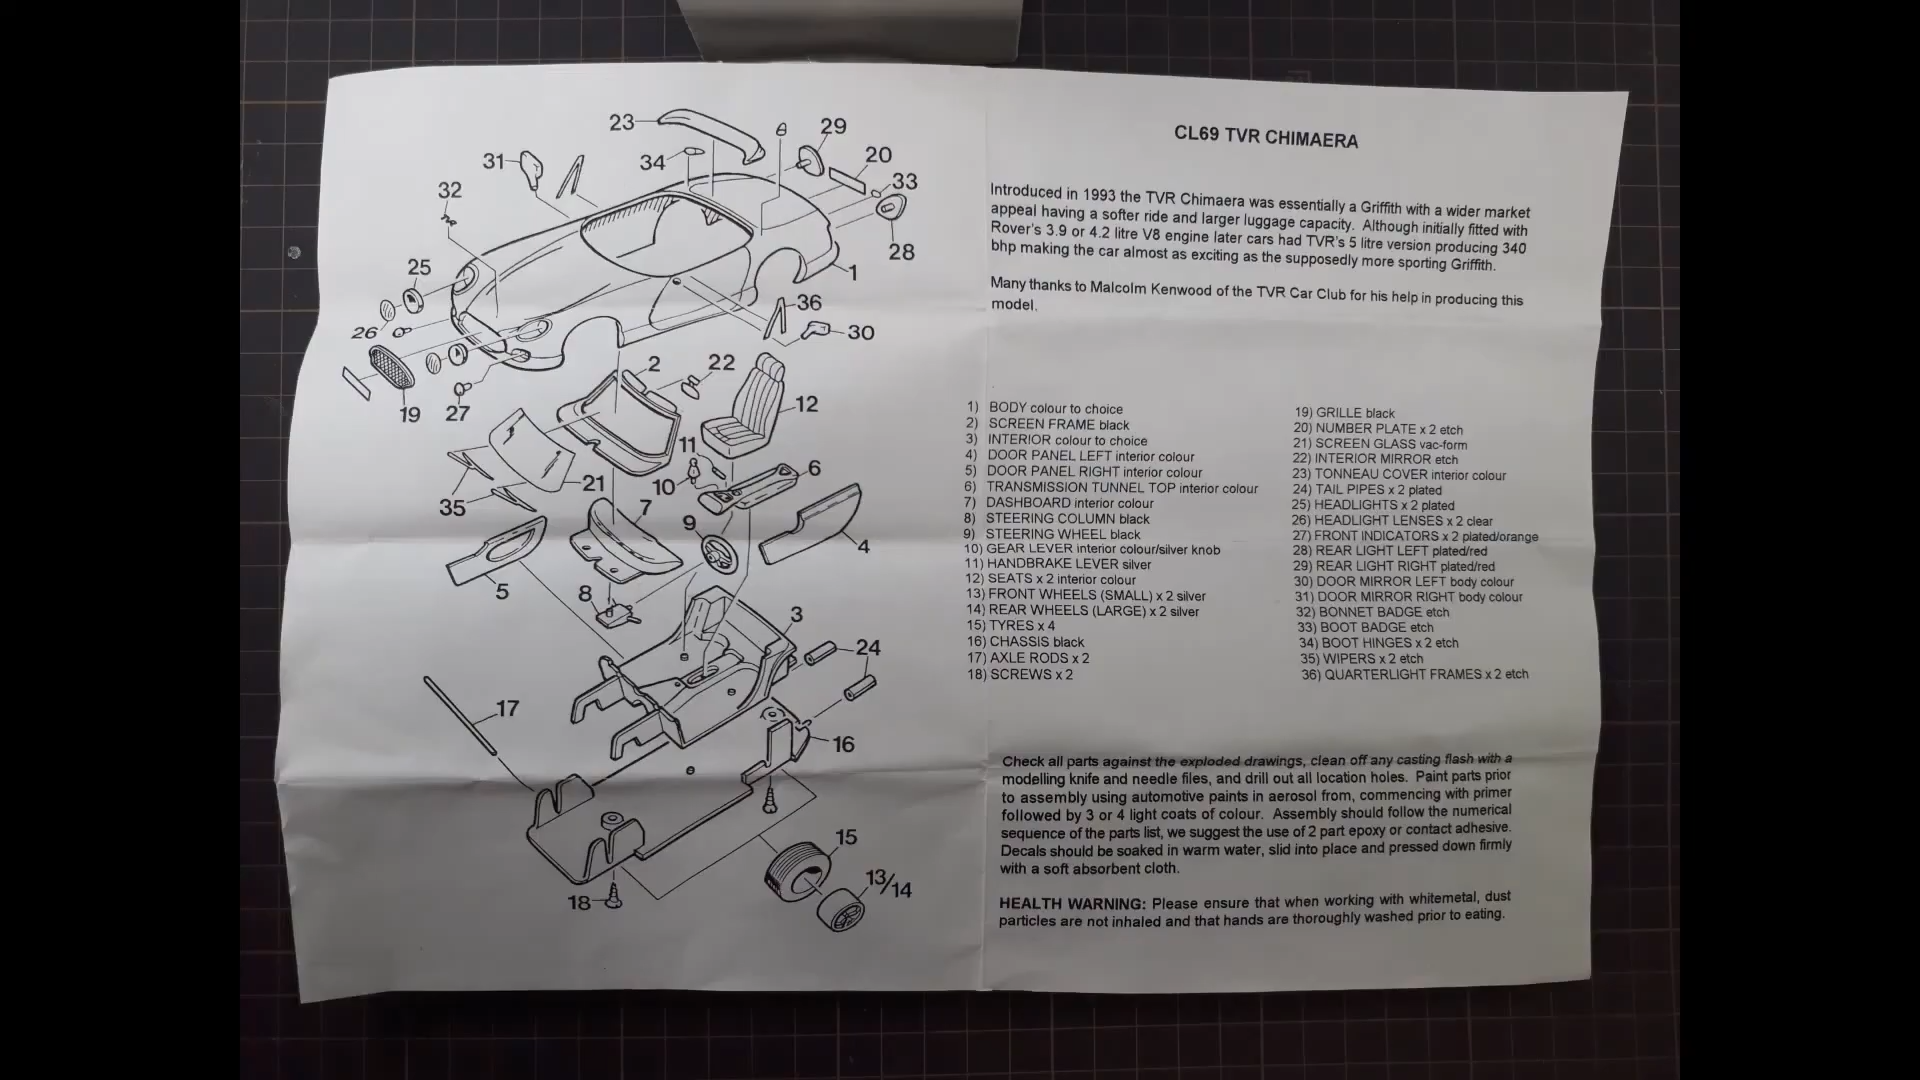 23
29
31
34
20
32
33
25
28
1
36
26
30
2
22
19
27
12
11
6
10
21
35
7
9
4
5
8
3
24
17
16
15
13/14
18
CL69 TVR CHIMAERA
Introduced in 1993 the TVR Chimaera was essentially a Griffith with a wider market
appeal having a softer ride and larger luggage capacity. Although initially fitted with
Rover's 3.9 or 4.2 litre V8 engine later cars had TVR's 5 litre version producing 340
bhp making the car almost as exciting as the supposedly more sporting Griffith.
Many thanks to Malcolm Kenwood of the TVR Car Club for his help in producing this
model.
1) BODY colour to choice
2) SCREEN FRAME black
3) INTERIOR colour to choice
4) DOOR PANEL LEFT interior colour
5) DOOR PANEL RIGHT interior colour
6) TRANSMISSION TUNNEL TOP interior colour
7) DASHBOARD interior colour
8) STEERING COLUMN black
9) STEERING WHEEL black
10) GEAR LEVER interior colour/silver knob
11) HANDBRAKE LEVER silver
12) SEATS x 2 interior colour
13) FRONT WHEELS (SMALL) x 2 silver
14) REAR WHEELS (LARGE) x 2 silver
15) TYRES x 4
16) CHASSIS black
17) AXLE RODS x 2
18) SCREWS x 2
19) GRILLE black
20) NUMBER PLATE x 2 etch
21) SCREEN GLASS vac-form
22) INTERIOR MIRROR etch
23) TONNEAU COVER interior colour
24) TAIL PIPES x 2 plated
25) HEADLIGHTS x 2 plated
26) HEADLIGHT LENSES x 2 clear
27) FRONT INDICATORS x 2 plated/orange
28) REAR LIGHT LEFT plated/red
29) REAR LIGHT RIGHT plated/red
30) DOOR MIRROR LEFT body colour
31) DOOR MIRROR RIGHT body colour
32) BONNET BADGE etch
33) BOOT BADGE etch
34) BOOT HINGES x 2 etch
35) WIPERS x 2 etch
36) QUARTERLIGHT FRAMES x 2 etch
Check all parts against the exploded drawings, clean off any casting flash with a
modelling knife and needle files, and drill out all location holes. Paint parts prior
to assembly using automotive paints in aerosol from, commencing with primer
followed by 3 or 4 light coats of colour. Assembly should follow the numerical
sequence of the parts list, we suggest the use of 2 part epoxy or contact adhesive.
Decals should be soaked in warm water, slid into place and pressed down firmly
with a soft absorbent cloth.
HEALTH WARNING: Please ensure that when working with whitemetal, dust
particles are not inhaled and that hands are thoroughly washed prior to eating.